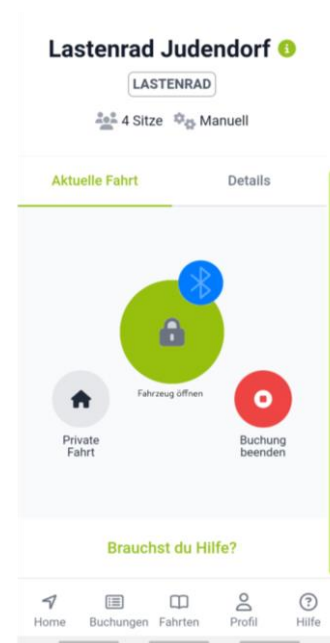 Lastenrad Judendorf
LASTENRAD
4 Sitze Manuell
Aktuelle Fahrt Details
Fahrzeug öffnen
Private
Fahrt
Buchung
beenden
Brauchst du Hilfe?
Home Buchungen Fahrten Profil Hilfe